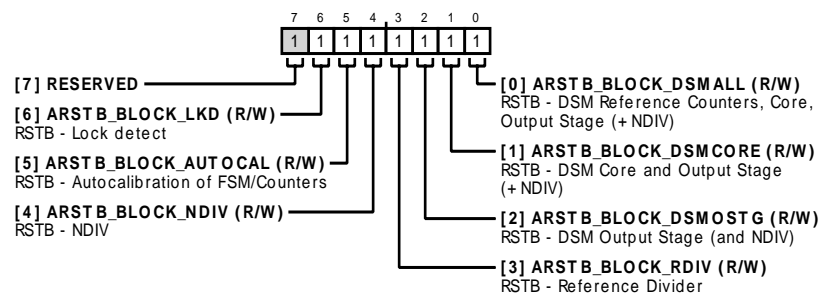 7 6 5 4 3 2 1 0
1 1 1 1 1 1 1 1
[7] RESERVED
[6] ARSTB_BLOCK_LKD (R/W)
RSTB - Lock detect
[5] ARSTB_BLOCK_AUTOCAL (R/W)
RSTB - Autocalibration of FSM/Counters
[4] ARSTB_BLOCK_NDIV (R/W)
RSTB - NDIV
[0] ARSTB_BLOCK_DSMALL (R/W)
RSTB - DSM Reference Counters, Core,
Output Stage (+NDIV)
[1] ARSTB_BLOCK_DSMCORE (R/W)
RSTB - DSM Core and Output Stage
(+NDIV)
[2] ARSTB_BLOCK_DSMOSTG (R/W)
RSTB - DSM Output Stage (and NDIV)
[3] ARSTB_BLOCK_RDIV (R/W)
RSTB - Reference Divider